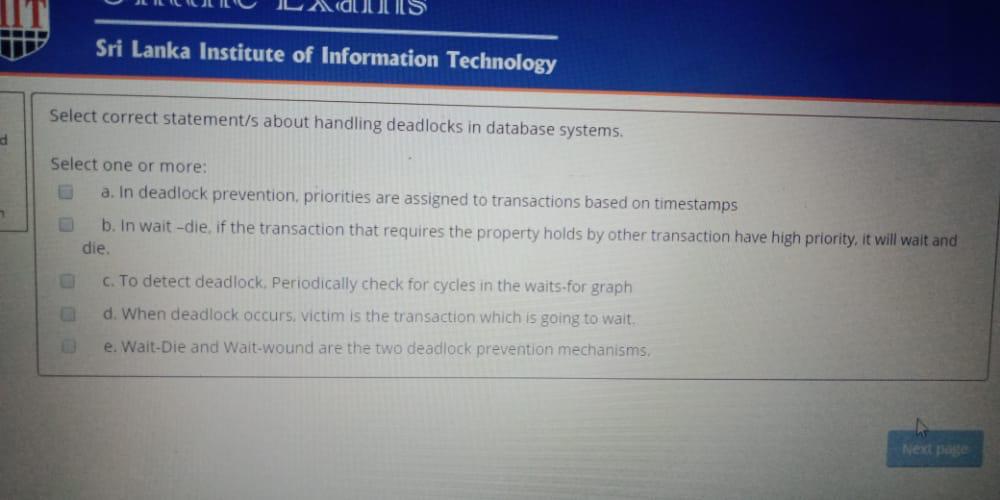 Sri Lanka Institute of Information Technology
Select correct statement/s about handling deadlocks in database systems.
d
Select one or more:
a. In deadlock prevention, priorities are assigned to transactions based on timestamps
b. In wait –die, if the transaction that requires the property holds by other transaction have high priority, it will wait and
die.
c. To detect deadlock, Periodically check for cycles in the waits-for graph
d. When deadlock occurs, victim is the transaction which is going to wait.
e. Wait-Die and Wait-wound are the two deadlock prevention mechanisms.
Next page